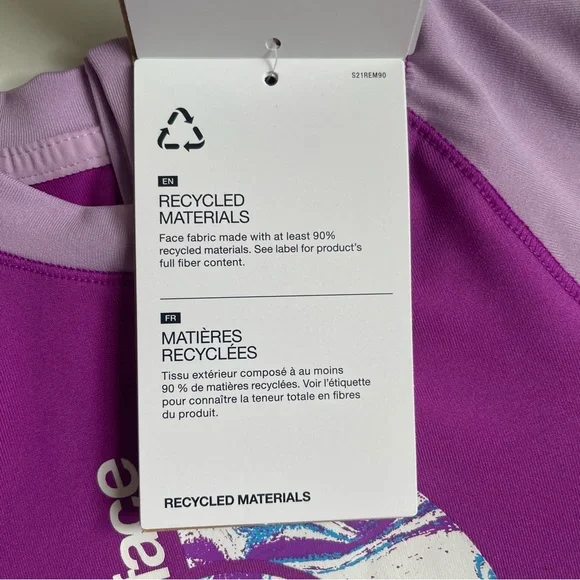 S21REM90
EN
RECYCLED
MATERIALS
Face fabric made with at least 90%
recycled materials. See label for product's
full fiber content.
FR
MATIÈRES
RECYCLÉES
Tissu extérieur composé à au moins
90 % de matières recyclées. Voir l'étiquette
pour connaître la teneur totale en fibres
du produit.
RECYCLED MATERIALS
face